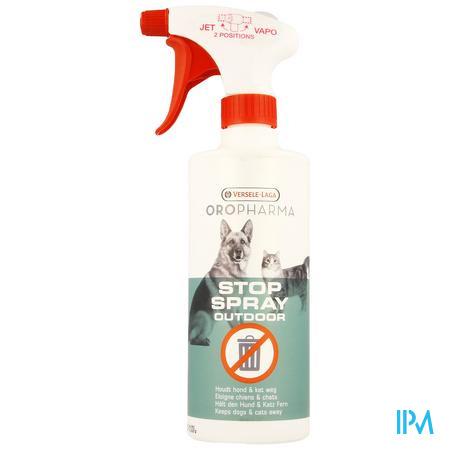 JET VAPO
2 POSITIONS
VERSELE-LAGA
OROPHARMA
STOP
SPRAY
OUTDOOR
Houdt hond & kat weg
Eloigne chiens & chats
Hält den Hund & Katz Fern
Keeps dogs & cats away
IPM